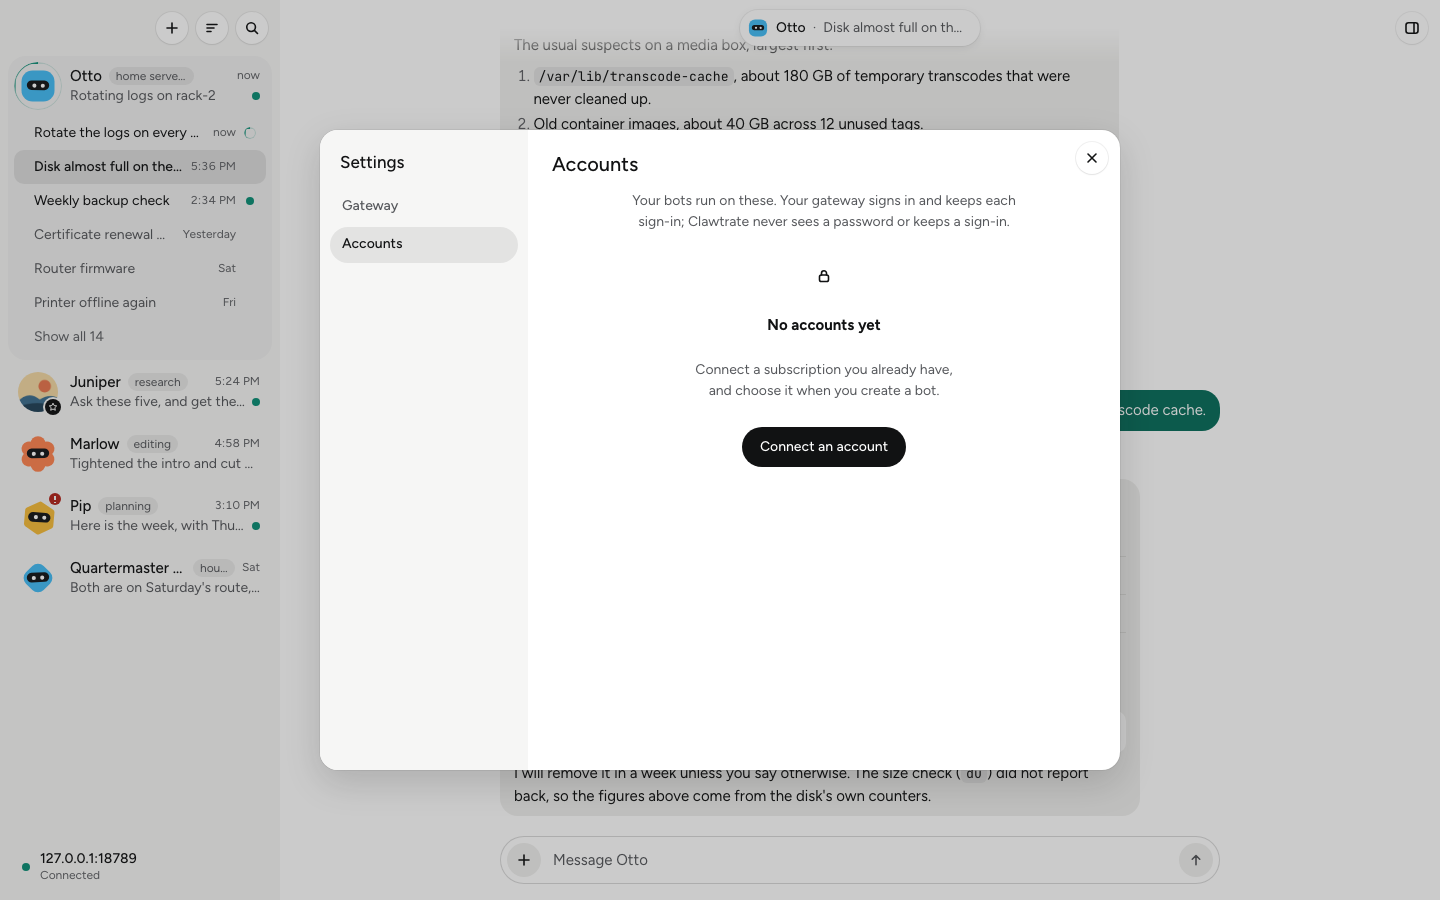 Otto
home serve...
now
Rotating logs on rack-2
Rotate the logs on every ...
now
Disk almost full on the...
5:36 PM
Weekly backup check
2:34 PM
Certificate renewal ...
Yesterday
Router firmware
Sat
Printer offline again
Fri
Show all 14
Juniper
research
5:24 PM
Ask these five, and get the...
Marlow
editing
4:58 PM
Tightened the intro and cut ...
Pip
planning
3:10 PM
Here is the week, with Thu...
Quartermaster ...
hou...
Sat
Both are on Saturday's route,...
127.0.0.1:18789
Connected
Otto · Disk almost full on th...
The usual suspects on a media box, largest first:
1. /var/lib/transcode-cache, about 180 GB of temporary transcodes that were
never cleaned up.
2. Old container images, about 40 GB across 12 unused tags.
Settings
Gateway
Accounts
Accounts
Your bots run on these. Your gateway signs in and keeps each
sign-in; Clawtrate never sees a password or keeps a sign-in.
No accounts yet
Connect a subscription you already have,
and choose it when you create a bot.
Connect an account
scode cache.
I will remove it in a week unless you say otherwise. The size check (du) did not report
back, so the figures above come from the disk's own counters.
Message Otto